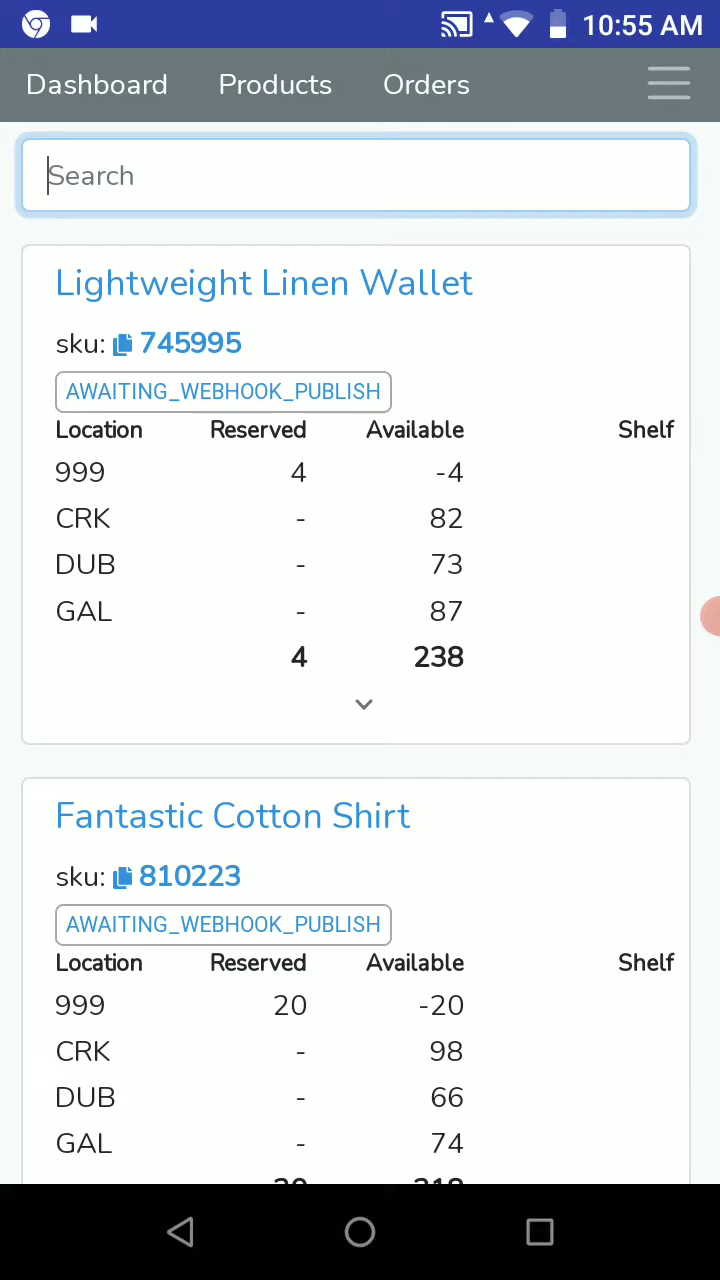 10:55 AM
Dashboard Products Orders
Search
Lightweight Linen Wallet
sku: 745995
AWAITING_WEBHOOK_PUBLISH
Location Reserved Available Shelf
999 4 -4
CRK - 82
DUB - 73
GAL - 87
4 238
Fantastic Cotton Shirt
sku: 810223
AWAITING_WEBHOOK_PUBLISH
Location Reserved Available Shelf
999 20 -20
CRK - 98
DUB - 66
GAL - 74
20 218